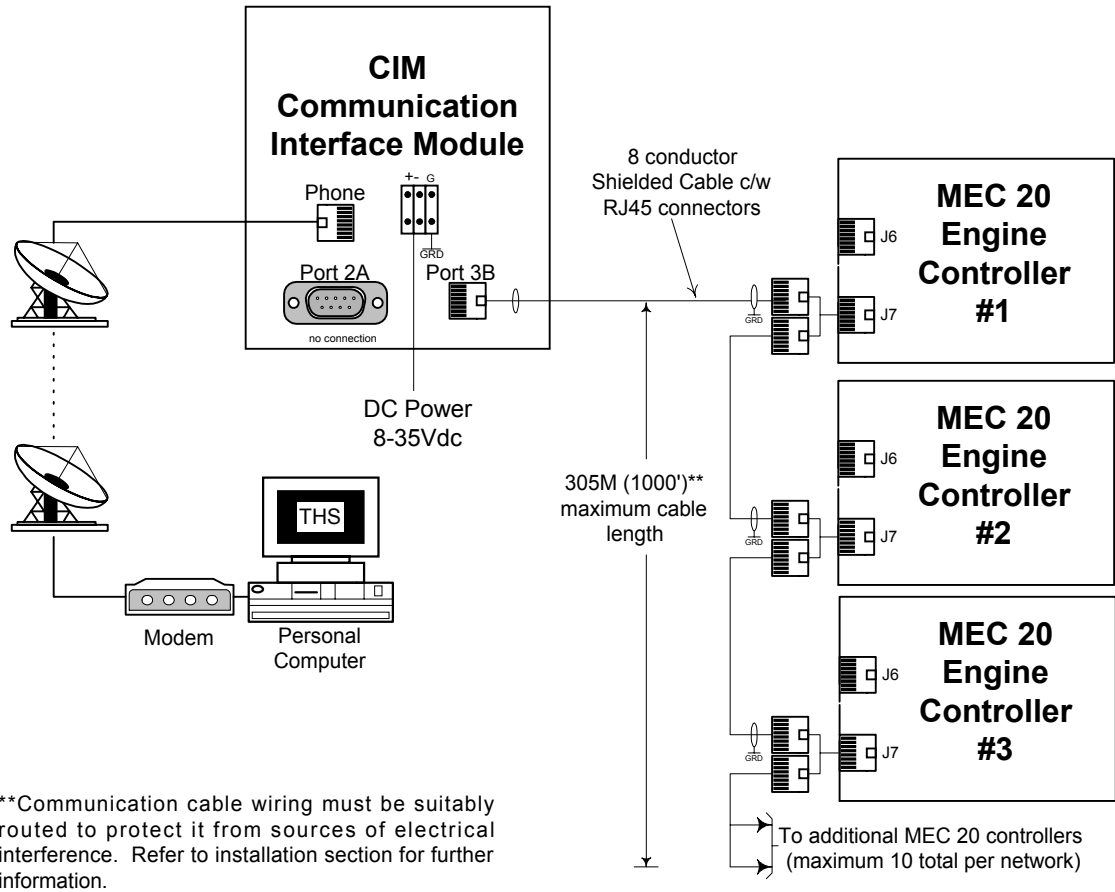 CIM
Communication
Interface Module
Phone
+- G
GRD
Port 2A
Port 3B
no connection
DC Power
8-35Vdc
8 conductor
Shielded Cable c/w
RJ45 connectors
305M (1000')**
maximum cable
length
THS
Modem
Personal
Computer
MEC 20
Engine
Controller
#1
J6
J7
GRD
MEC 20
Engine
Controller
#2
J6
J7
GRD
MEC 20
Engine
Controller
#3
J6
J7
GRD
To additional MEC 20 controllers
(maximum 10 total per network)
**Communication cable wiring must be suitably
routed to protect it from sources of electrical
interference. Refer to installation section for further
information.